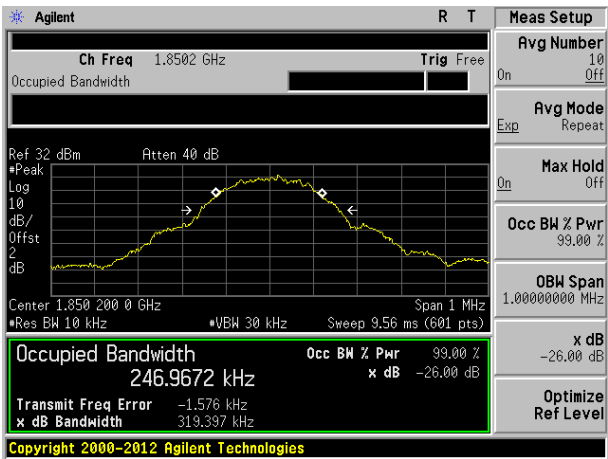 Agilent R T
Ch Freq 1.8502 GHz Trig Free
Occupied Bandwidth
Ref 32 dBm Atten 40 dB
#Peak
Log
10
dB/
Offst
2
dB
Center 1.850 200 0 GHz Span 1 MHz
#Res BW 10 kHz #VBW 30 kHz Sweep 9.56 ms (601 pts)
Occupied Bandwidth Occ BW % Pwr 99.00 %
246.9672 kHz x dB -26.00 dB
Transmit Freq Error -1.576 kHz
x dB Bandwidth 319.397 kHz
Copyright 2000-2012 Agilent Technologies
Meas Setup
Avg Number
10
On Off
Avg Mode
Exp Repeat
Max Hold
On Off
Occ BW % Pwr
99.00 %
OBW Span
1.00000000 MHz
x dB
-26.00 dB
Optimize
Ref Level